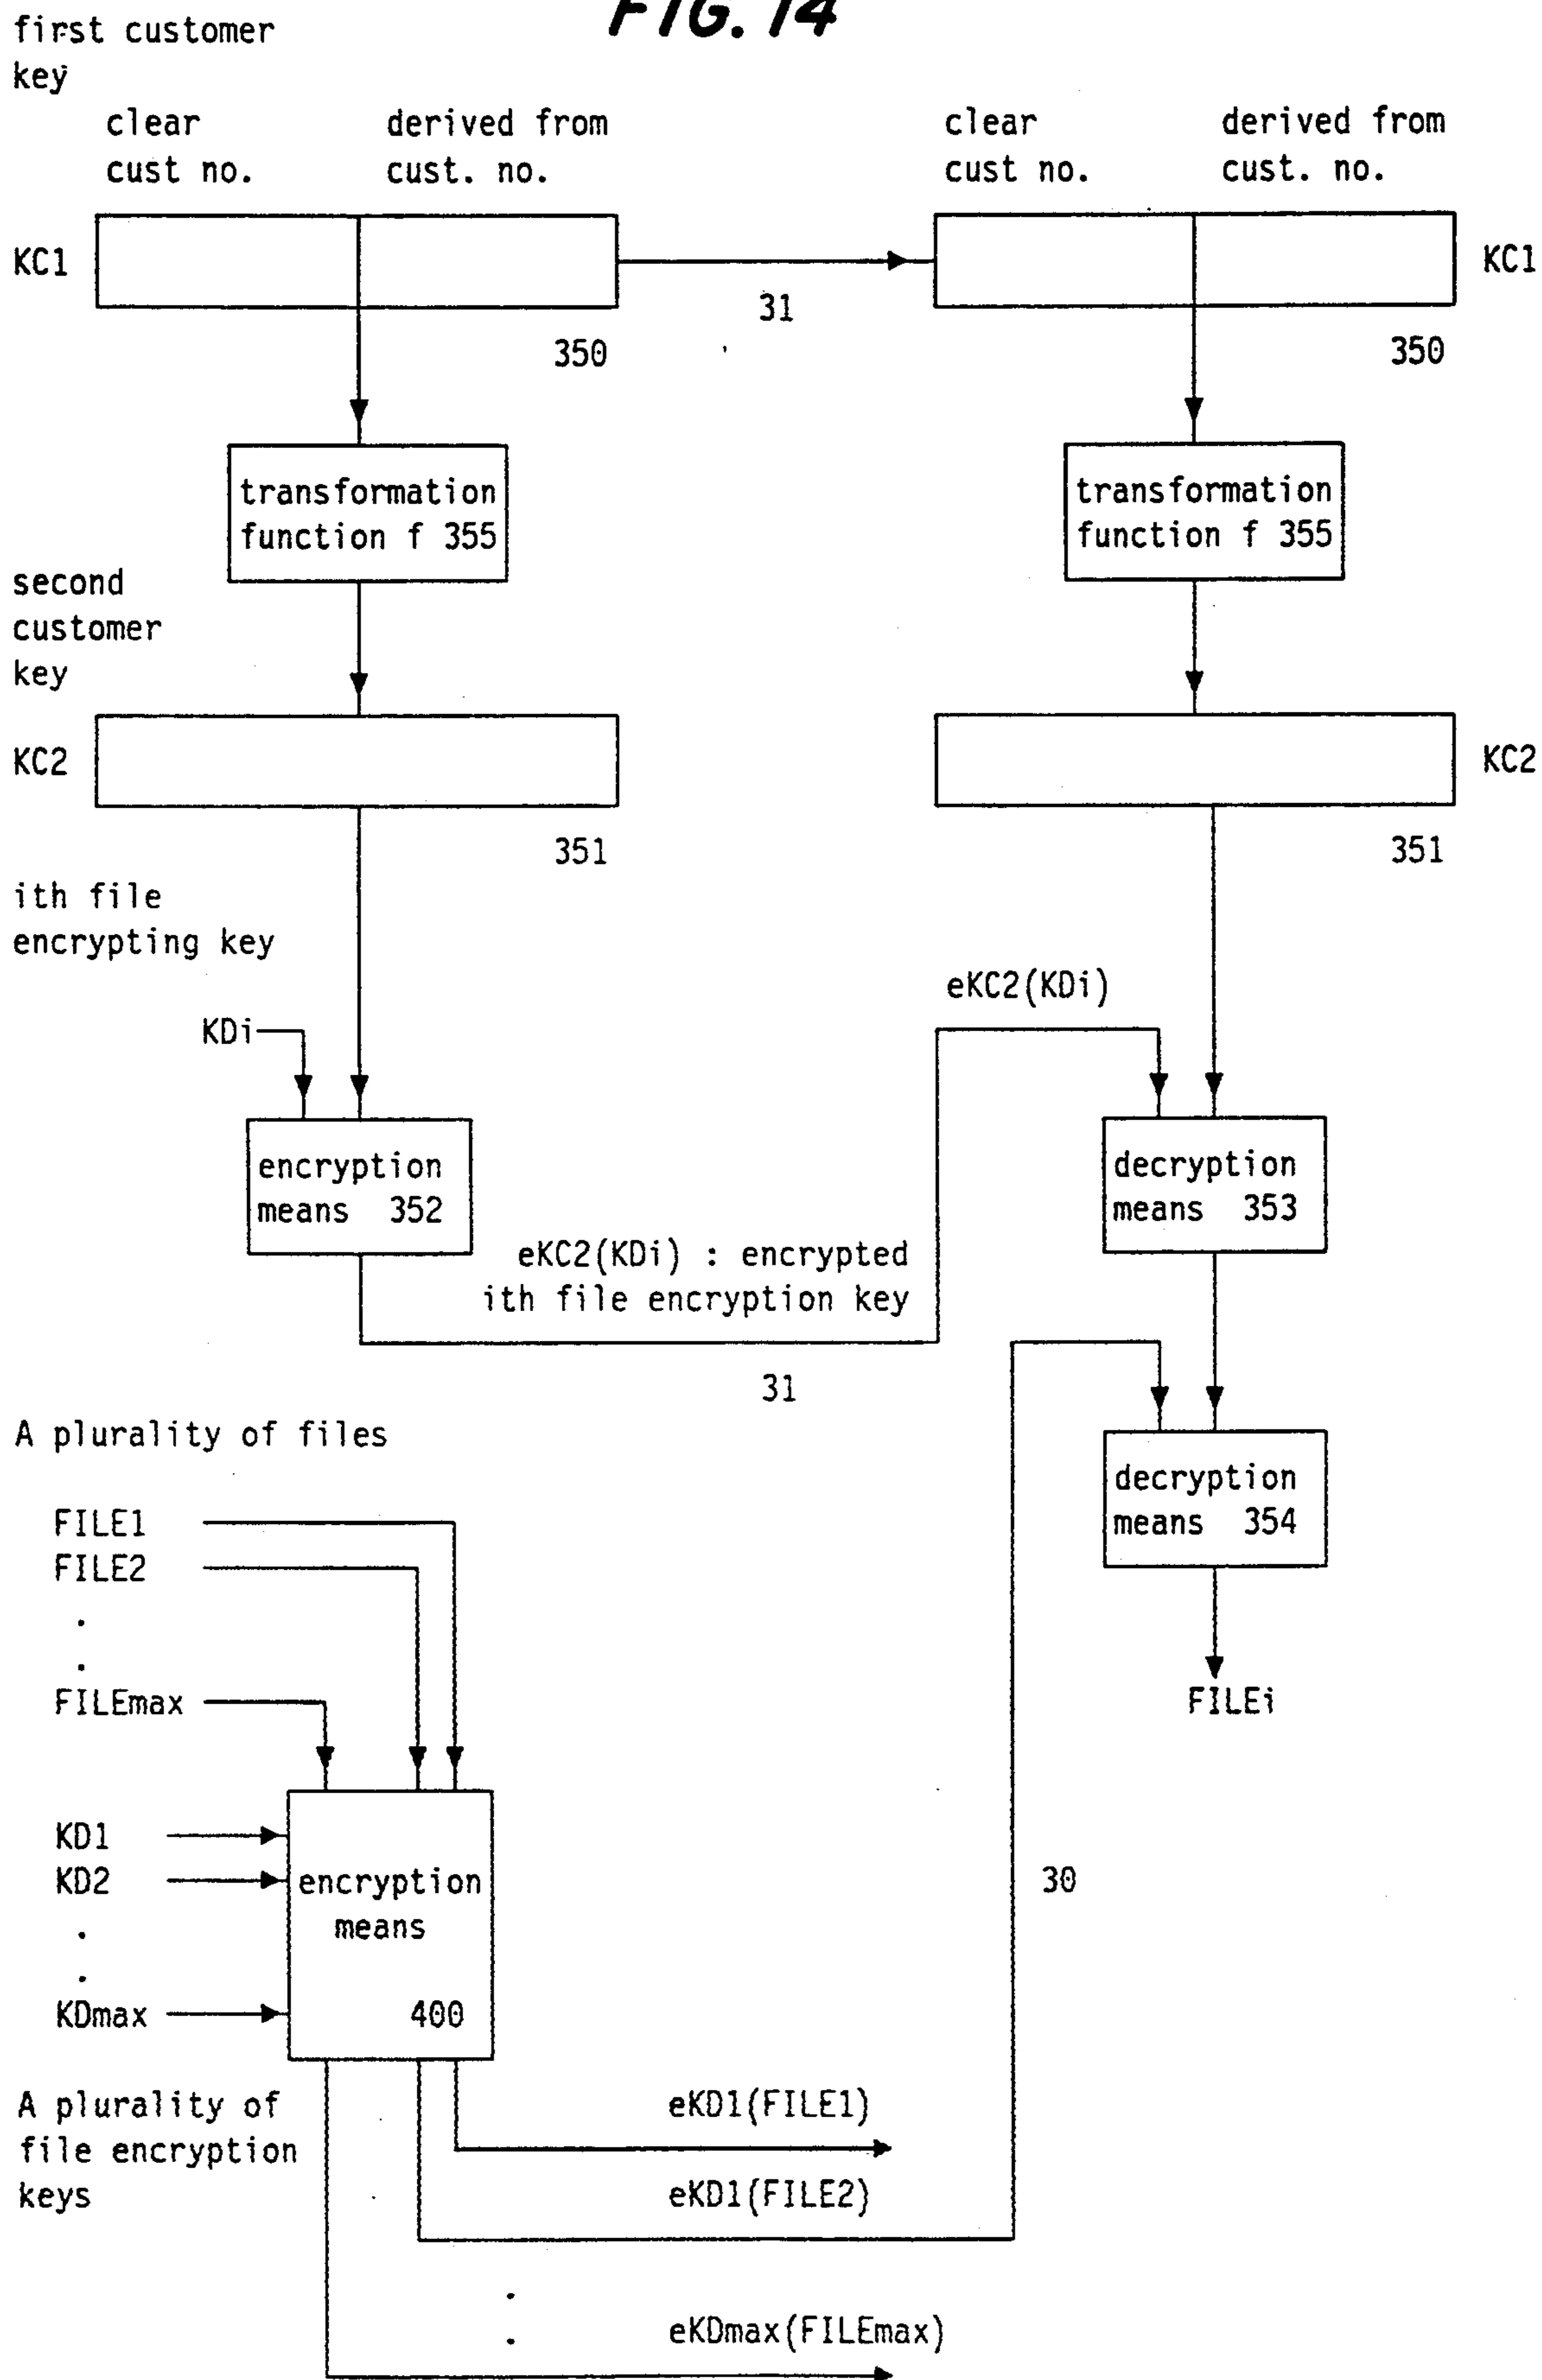 FIG. 14
first customer
key
clear
cust no.
derived from
cust. no.
clear
cust no.
derived from
cust. no.
KC1
31
KC1
350
350
transformation
function f 355
transformation
function f 355
second
customer
key
KC2
KC2
351
351
ith file
encrypting key
eKC2(KDi)
KDi
encryption
means 352
decryption
means 353
eKC2(KDi) : encrypted
ith file encryption key
31
A plurality of files
decryption
means 354
FILE1
FILE2
.
.
FILEmax
FILEi
KD1
KD2
.
.
KDmax
encryption
means
400
30
A plurality of
file encryption
keys
eKD1(FILE1)
eKD1(FILE2)
.
.
eKDmax(FILEmax)